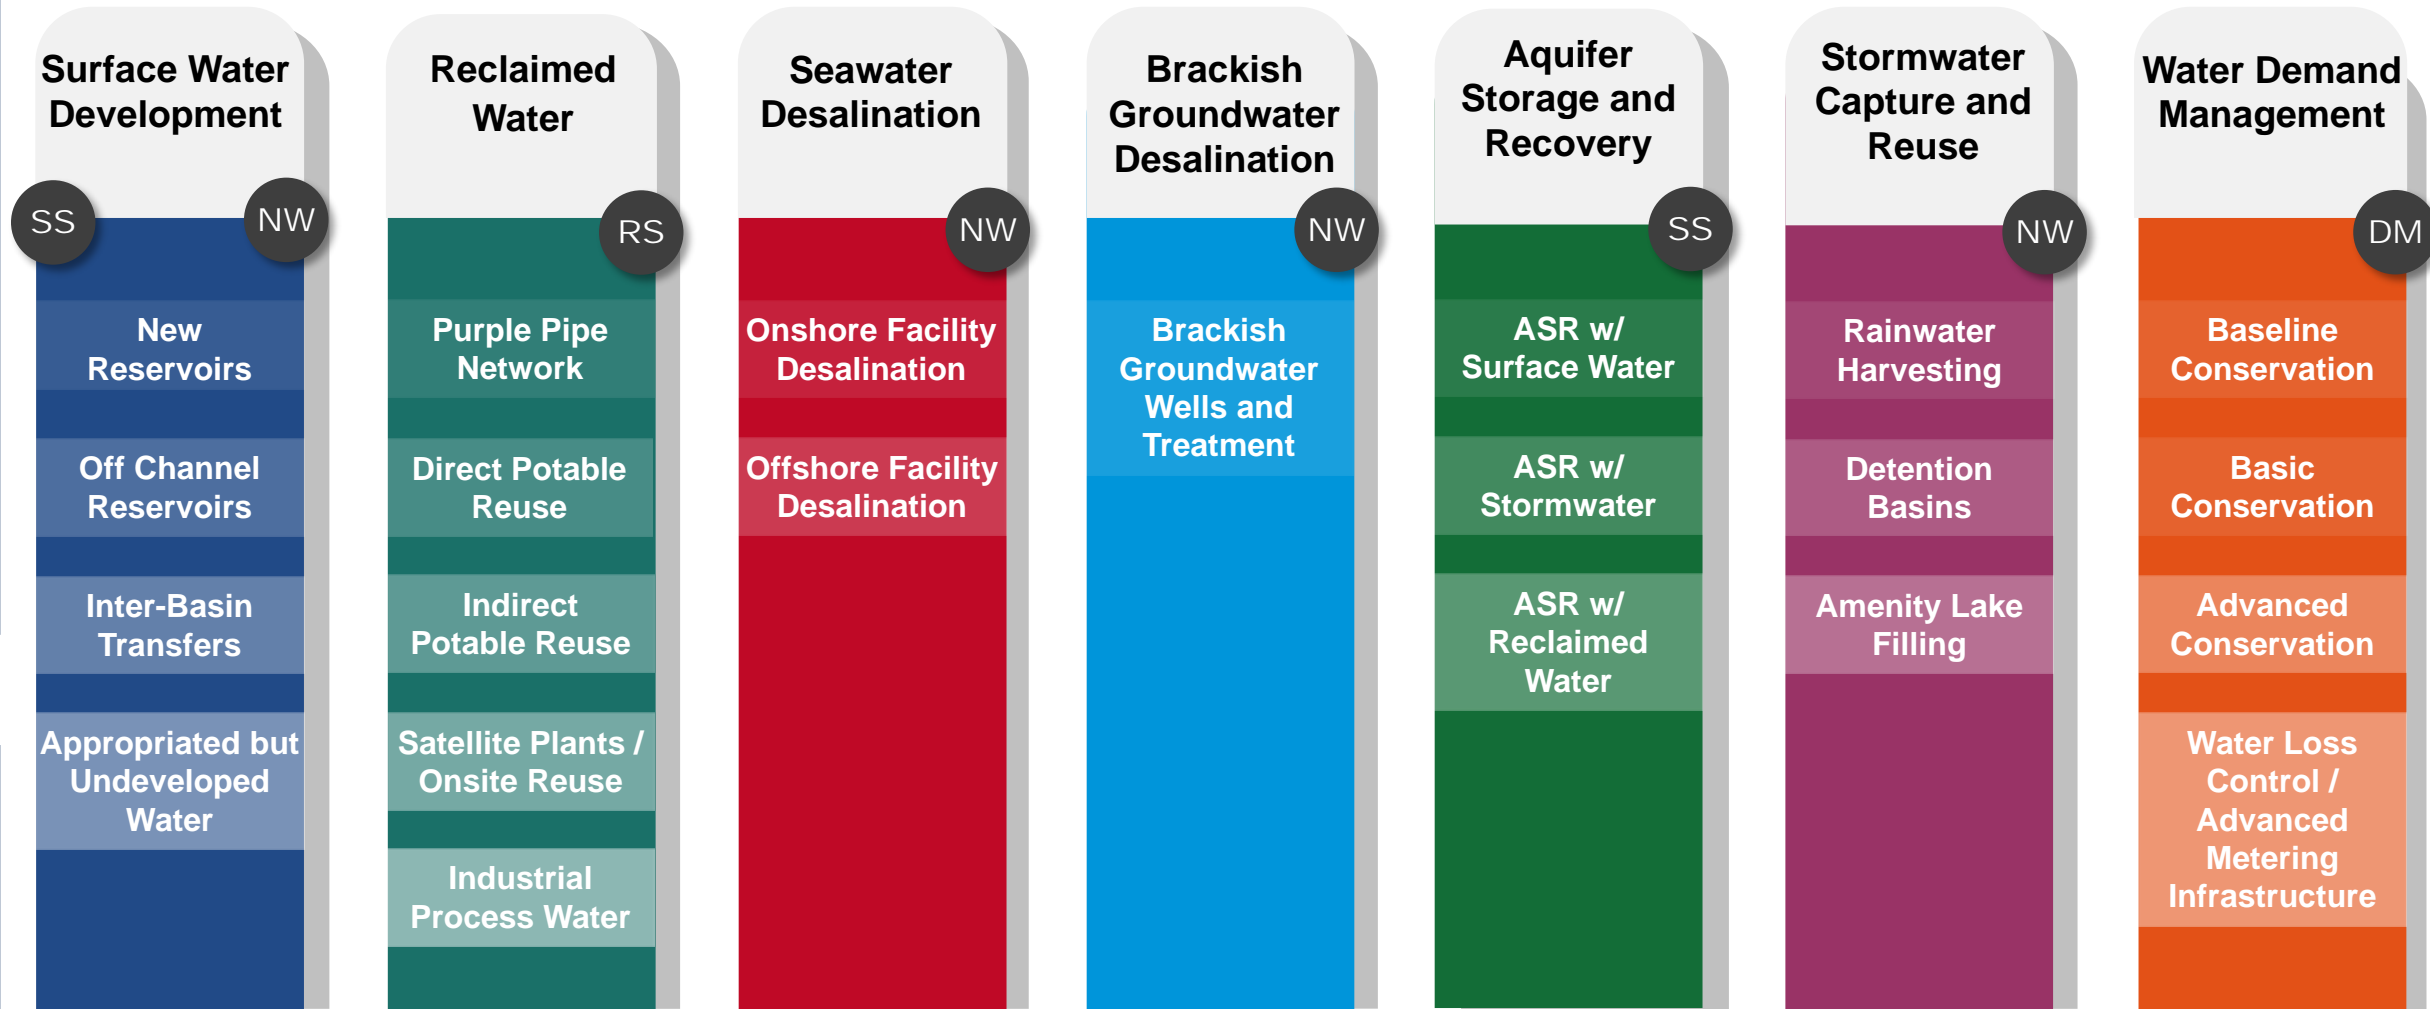 Surface Water
Development
SS
NW
New
Reservoirs
Off Channel
Reservoirs
Inter-Basin
Transfers
Appropriated but
Undeveloped
Water
Reclaimed
Water
RS
Purple Pipe
Network
Direct Potable
Reuse
Indirect
Potable Reuse
Satellite Plants /
Onsite Reuse
Industrial
Process Water
Seawater
Desalination
NW
Onshore Facility
Desalination
Offshore Facility
Desalination
Brackish
Groundwater
Desalination
NW
Brackish
Groundwater
Wells and
Treatment
Aquifer
Storage and
Recovery
SS
ASR w/
Surface Water
ASR w/
Stormwater
ASR w/
Reclaimed
Water
Stormwater
Capture and
Reuse
NW
Rainwater
Harvesting
Detention
Basins
Amenity Lake
Filling
Water Demand
Management
DM
Baseline
Conservation
Basic
Conservation
Advanced
Conservation
Water Loss
Control /
Advanced
Metering
Infrastructure